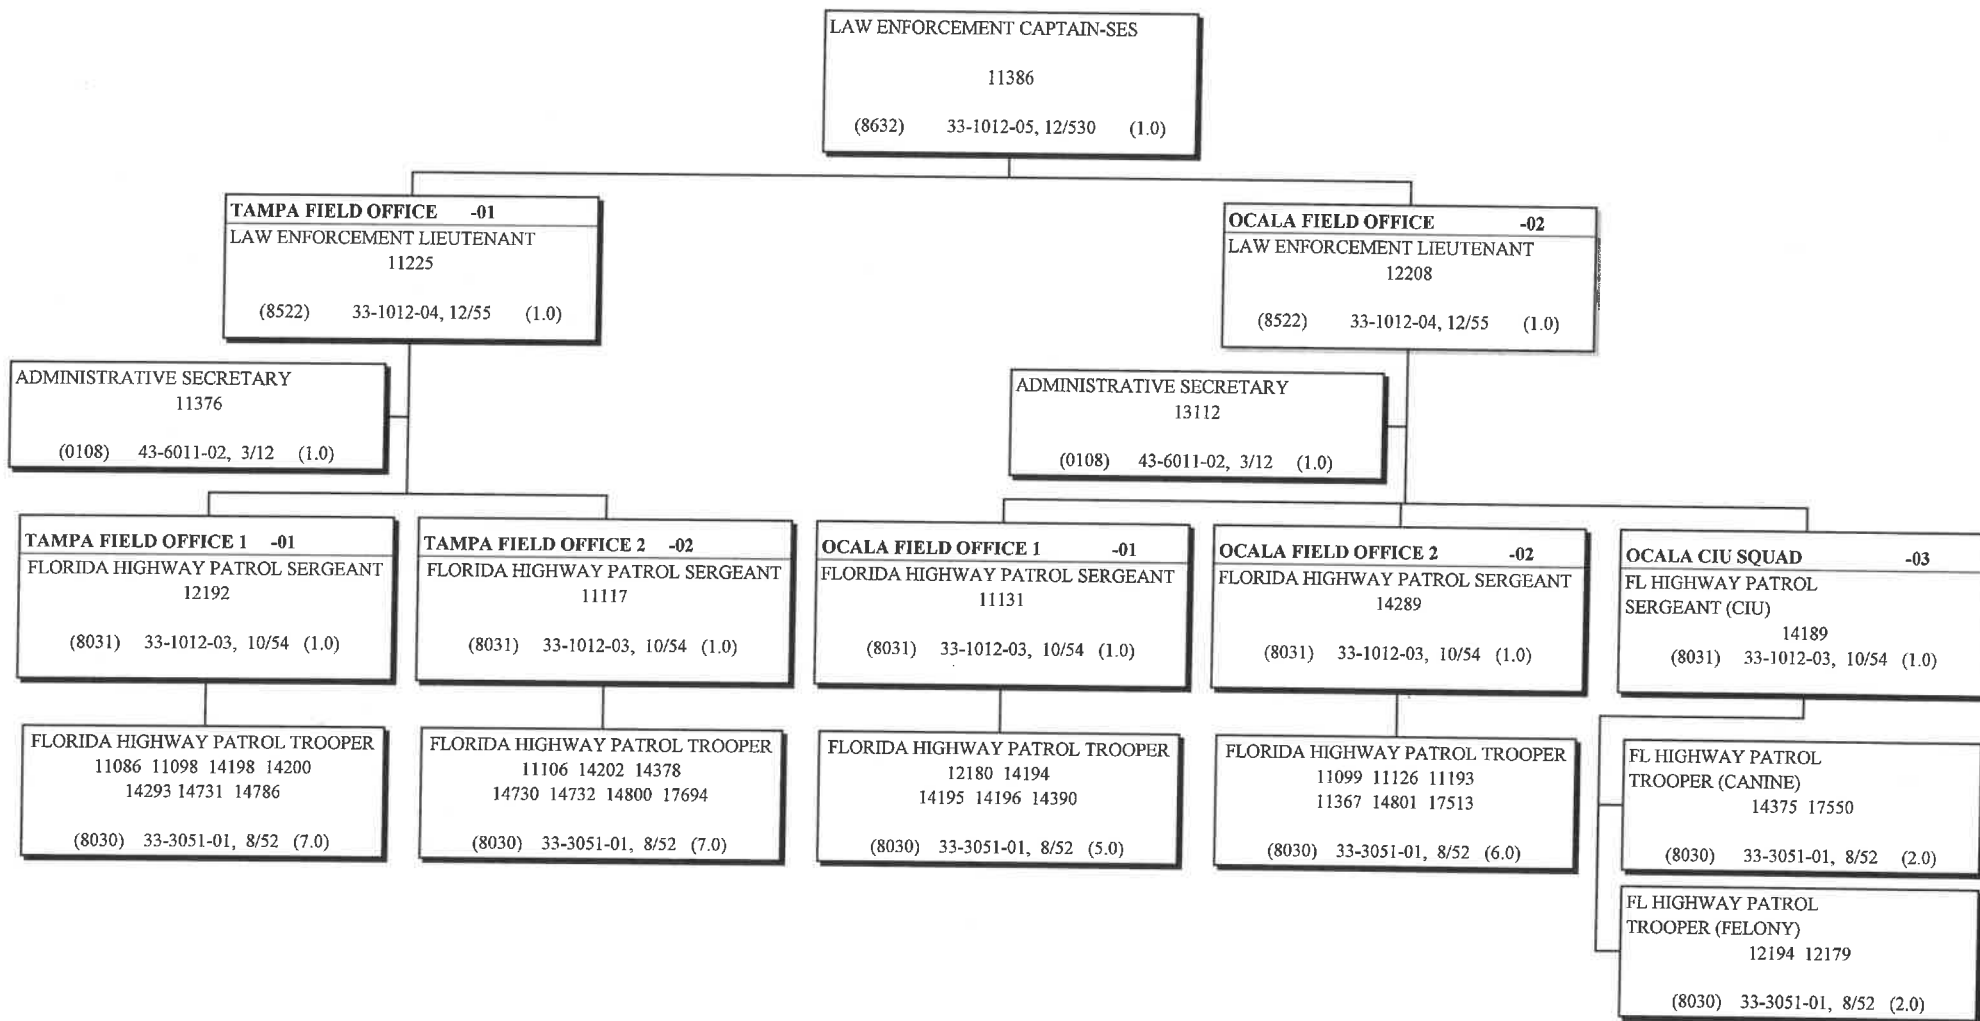 LAW ENFORCEMENT CAPTAIN-SES
11386
(8632) 33-1012-05, 12/530 (1.0)
TAMPA FIELD OFFICE -01
LAW ENFORCEMENT LIEUTENANT
11225
(8522) 33-1012-04, 12/55 (1.0)
OCALA FIELD OFFICE -02
LAW ENFORCEMENT LIEUTENANT
12208
(8522) 33-1012-04, 12/55 (1.0)
ADMINISTRATIVE SECRETARY
11376
(0108) 43-6011-02, 3/12 (1.0)
ADMINISTRATIVE SECRETARY
13112
(0108) 43-6011-02, 3/12 (1.0)
TAMPA FIELD OFFICE 1 -01
FLORIDA HIGHWAY PATROL SERGEANT
12192
(8031) 33-1012-03, 10/54 (1.0)
TAMPA FIELD OFFICE 2 -02
FLORIDA HIGHWAY PATROL SERGEANT
11117
(8031) 33-1012-03, 10/54 (1.0)
OCALA FIELD OFFICE 1 -01
FLORIDA HIGHWAY PATROL SERGEANT
11131
(8031) 33-1012-03, 10/54 (1.0)
OCALA FIELD OFFICE 2 -02
FLORIDA HIGHWAY PATROL SERGEANT
14289
(8031) 33-1012-03, 10/54 (1.0)
OCALA CIU SQUAD -03
FL HIGHWAY PATROL
SERGEANT (CIU)
14189
(8031) 33-1012-03, 10/54 (1.0)
FLORIDA HIGHWAY PATROL TROOPER
11086 11098 14198 14200
14293 14731 14786
(8030) 33-3051-01, 8/52 (7.0)
FLORIDA HIGHWAY PATROL TROOPER
11106 14202 14378
14730 14732 14800 17694
(8030) 33-3051-01, 8/52 (7.0)
FLORIDA HIGHWAY PATROL TROOPER
12180 14194
14195 14196 14390
(8030) 33-3051-01, 8/52 (5.0)
FLORIDA HIGHWAY PATROL TROOPER
11099 11126 11193
11367 14801 17513
(8030) 33-3051-01, 8/52 (6.0)
FL HIGHWAY PATROL
TROOPER (CANINE)
14375 17550
(8030) 33-3051-01, 8/52 (2.0)
FL HIGHWAY PATROL
TROOPER (FELONY)
12194 12179
(8030) 33-3051-01, 8/52 (2.0)